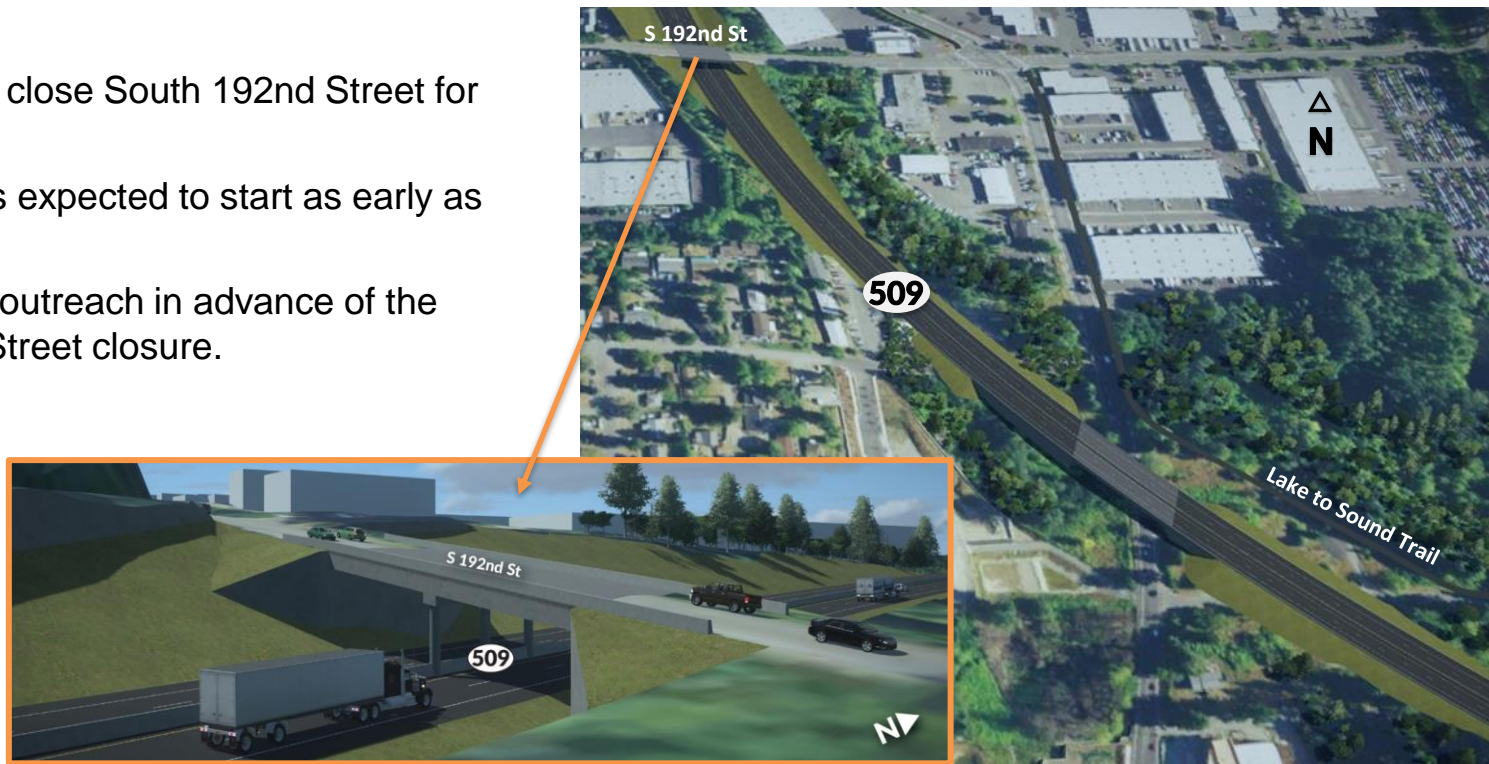 close South 192nd Street for
s expected to start as early as
outreach in advance of the
Street closure.
S 192nd St
N
509
Lake to Sound Trail
S 192nd St
509
N